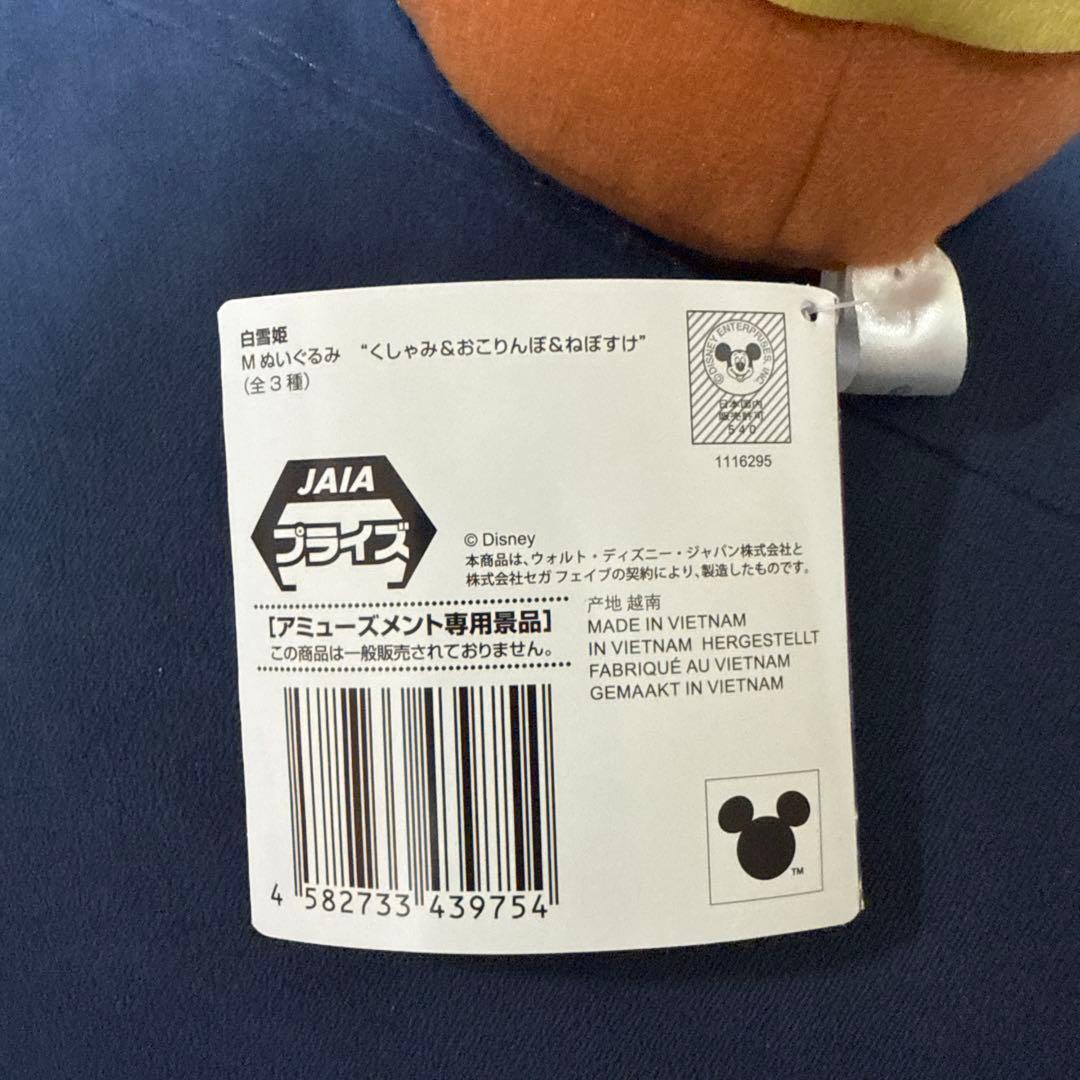 白雪姫
M ぬいぐるみ “くしゃみ&おこりんぼ&ねぼすけ”
(全3種)
©DISNEY ENTERPRISES, INC.
日本国内
販売許可
540
1116295
JAIA
プライズ
© Disney
本商品は、ウォルト・ディズニー・ジャパン株式会社と
株式会社セガ フェイブの契約により、製造したものです。
[アミューズメント専用景品]
この商品は一般販売されておりません。
产地 越南
MADE IN VIETNAM
IN VIETNAM HERGESTELLT
FABRIQUÉ AU VIETNAM
GEMAAKT IN VIETNAM
4 582733 439754
TM